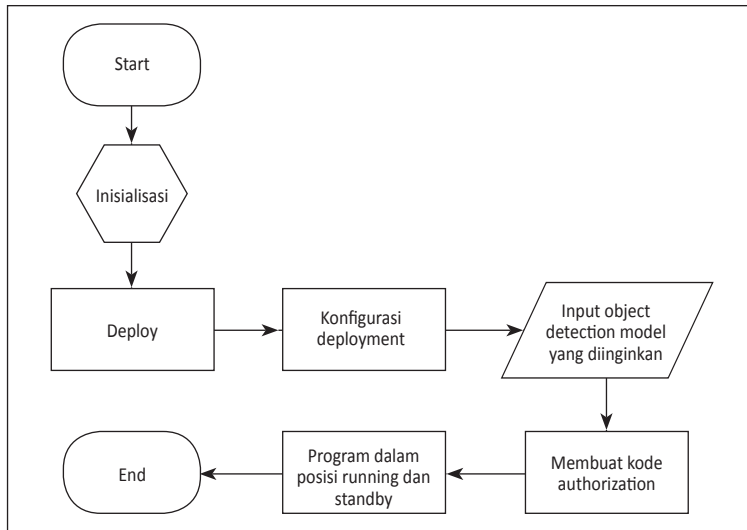 Start
Inisialisasi
Deploy
Konfigurasi
deployment
Input object
detection model
yang diinginkan
Membuat kode
authorization
Program dalam
posisi running dan
standby
End